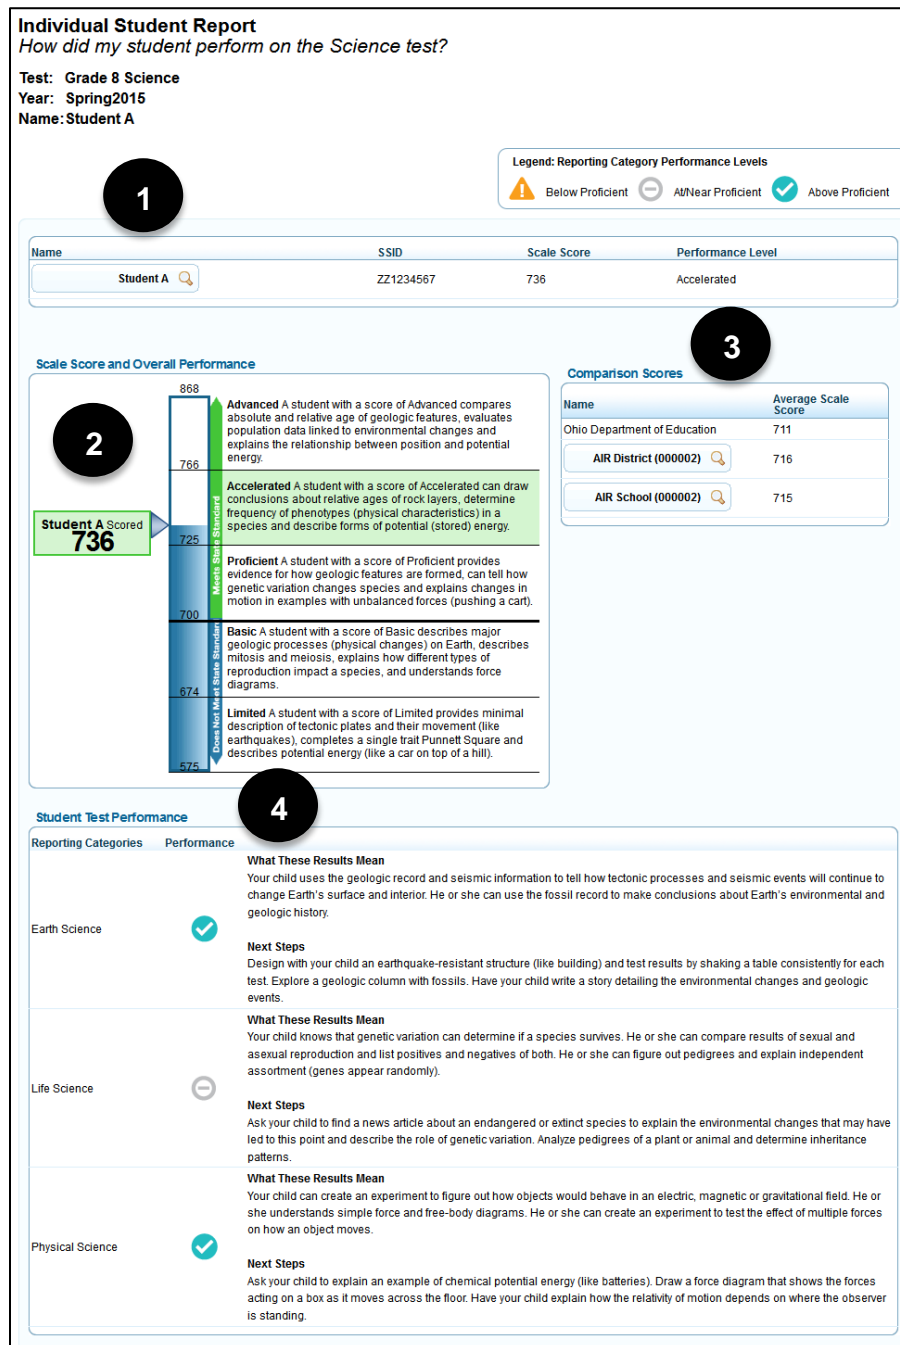 Individual Student Report
How did my student perform on the Science test?
Test: Grade 8 Science
Year: Spring2015
Name: Student A
Legend: Reporting Category Performance Levels
Below Proficient At/Near Proficient Above Proficient
1
Name SSID Scale Score Performance Level
Student A ZZ1234567 736 Accelerated
Scale Score and Overall Performance
2
868
766
725
700
674
575
Student A Scored
736
Meets State Standard
Does Not Meet State Standard
Advanced A student with a score of Advanced compares
absolute and relative age of geologic features, evaluates
population data linked to environmental changes and
explains the relationship between position and potential
energy.
Accelerated A student with a score of Accelerated can draw
conclusions about relative ages of rock layers, determine
frequency of phenotypes (physical characteristics) in a
species and describe forms of potential (stored) energy.
Proficient A student with a score of Proficient provides
evidence for how geologic features are formed, can tell how
genetic variation changes species and explains changes in
motion in examples with unbalanced forces (pushing a cart).
Basic A student with a score of Basic describes major
geologic processes (physical changes) on Earth, describes
mitosis and meiosis, explains how different types of
reproduction impact a species, and understands force
diagrams.
Limited A student with a score of Limited provides minimal
description of tectonic plates and their movement (like
earthquakes), completes a single trait Punnett Square and
describes potential energy (like a car on top of a hill).
3
Comparison Scores
Name Average Scale
Score
Ohio Department of Education 711
AIR District (000002) 716
AIR School (000002) 715
4
Student Test Performance
Reporting Categories Performance
What These Results Mean
Your child uses the geologic record and seismic information to tell how tectonic processes and seismic events will continue to
change Earth's surface and interior. He or she can use the fossil record to make conclusions about Earth's environmental and
geologic history.
Earth Science
Next Steps
Design with your child an earthquake-resistant structure (like building) and test results by shaking a table consistently for each
test. Explore a geologic column with fossils. Have your child write a story detailing the environmental changes and geologic
events.
What These Results Mean
Your child knows that genetic variation can determine if a species survives. He or she can compare results of sexual and
asexual reproduction and list positives and negatives of both. He or she can figure out pedigrees and explain independent
assortment (genes appear randomly).
Life Science
Next Steps
Ask your child to find a news article about an endangered or extinct species to explain the environmental changes that may have
led to this point and describe the role of genetic variation. Analyze pedigrees of a plant or animal and determine inheritance
patterns.
What These Results Mean
Your child can create an experiment to figure out how objects would behave in an electric, magnetic or gravitational field. He or
she understands simple force and free-body diagrams. He or she can create an experiment to test the effect of multiple forces
on how an object moves.
Physical Science
Next Steps
Ask your child to explain an example of chemical potential energy (like batteries). Draw a force diagram that shows the forces
acting on a box as it moves across the floor. Have your child explain how the relativity of motion depends on where the observer
is standing.